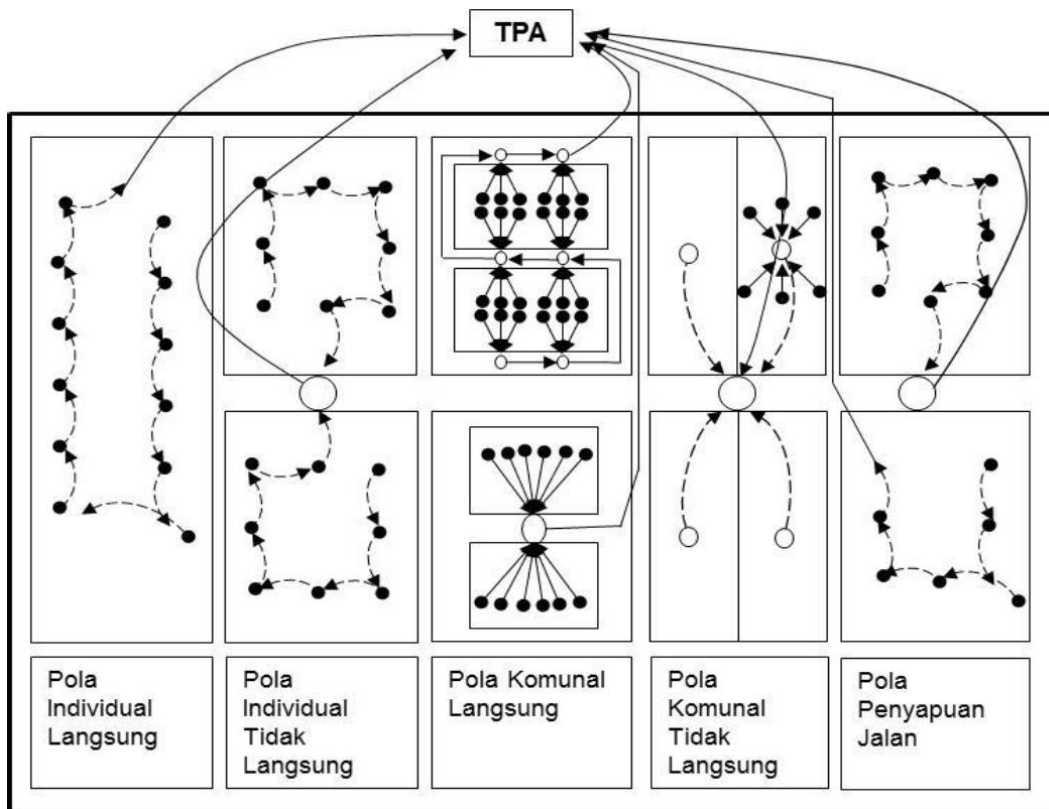 TPA
Pola
Individual
Langsung
Pola
Individual
Tidak
Langsung
Pola Komunal
Langsung
Pola
Komunal
Tidak
Langsung
Pola
Penyapuan
Jalan